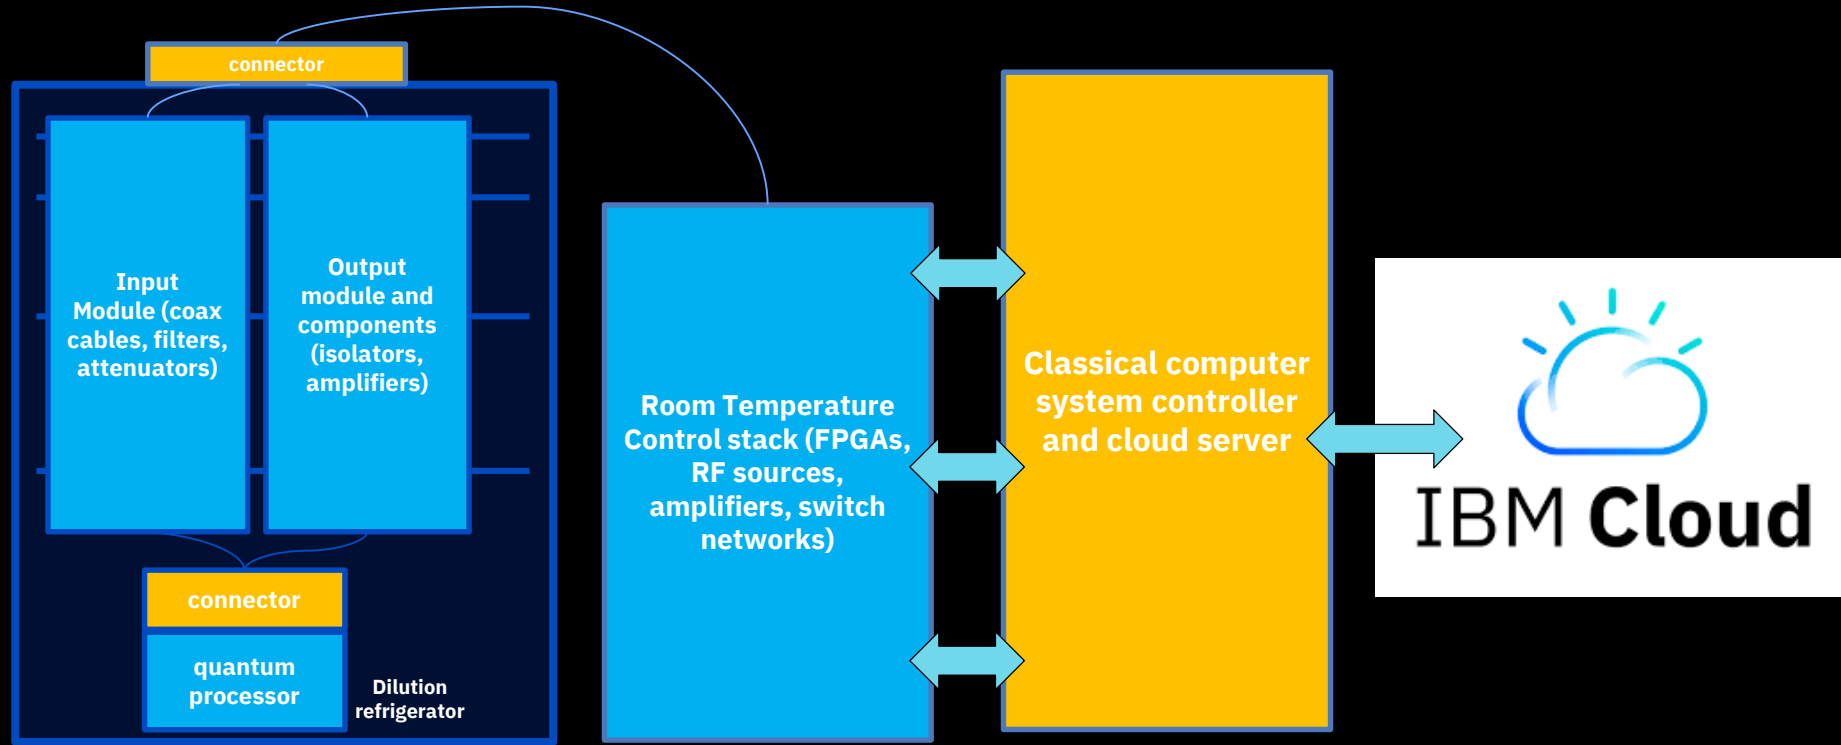 connector
Input
Module (coax
cables, filters,
attenuators)
Output
module and
components
(isolators,
amplifiers)
connector
quantum
processor
Dilution
refrigerator
Room Temperature
Control stack (FPGAs,
RF sources,
amplifiers, switch
networks)
Classical computer
system controller
and cloud server
IBM Cloud